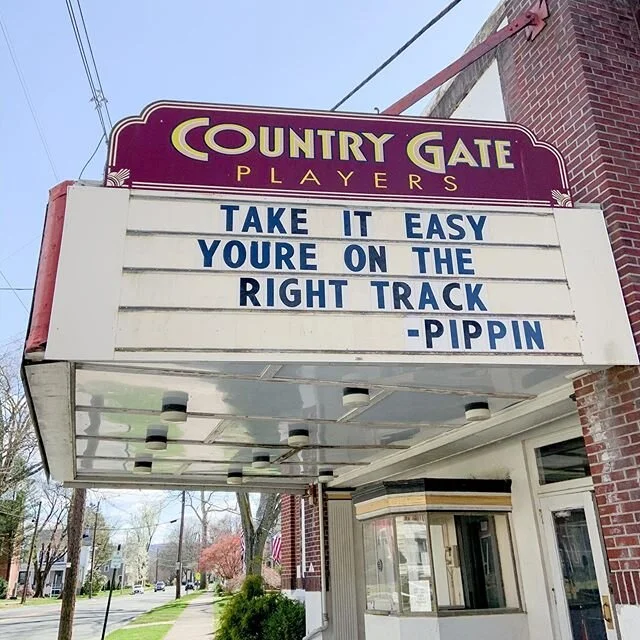 COUNTRY GATE
PLAYERS
TAKE IT EASY
YOURE ON THE
RIGHT TRACK
-PIPPIN